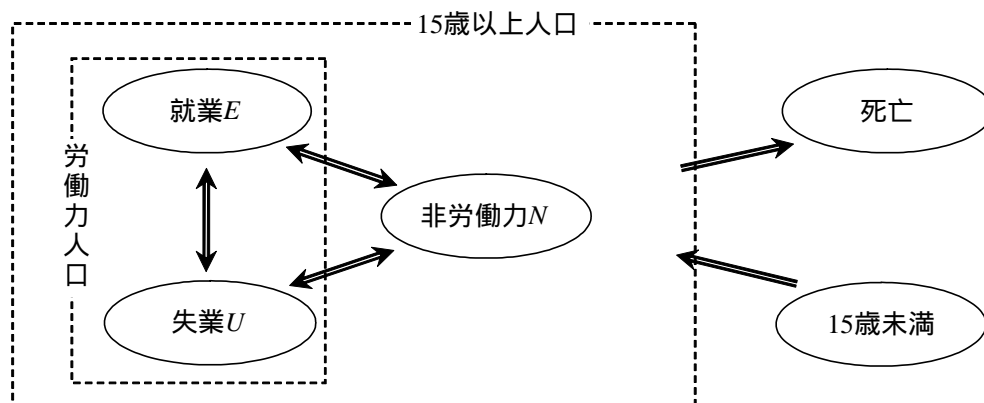 15歳以上人口
就業E
死亡
労働力人口
非労働力N
失業U
15歳未満